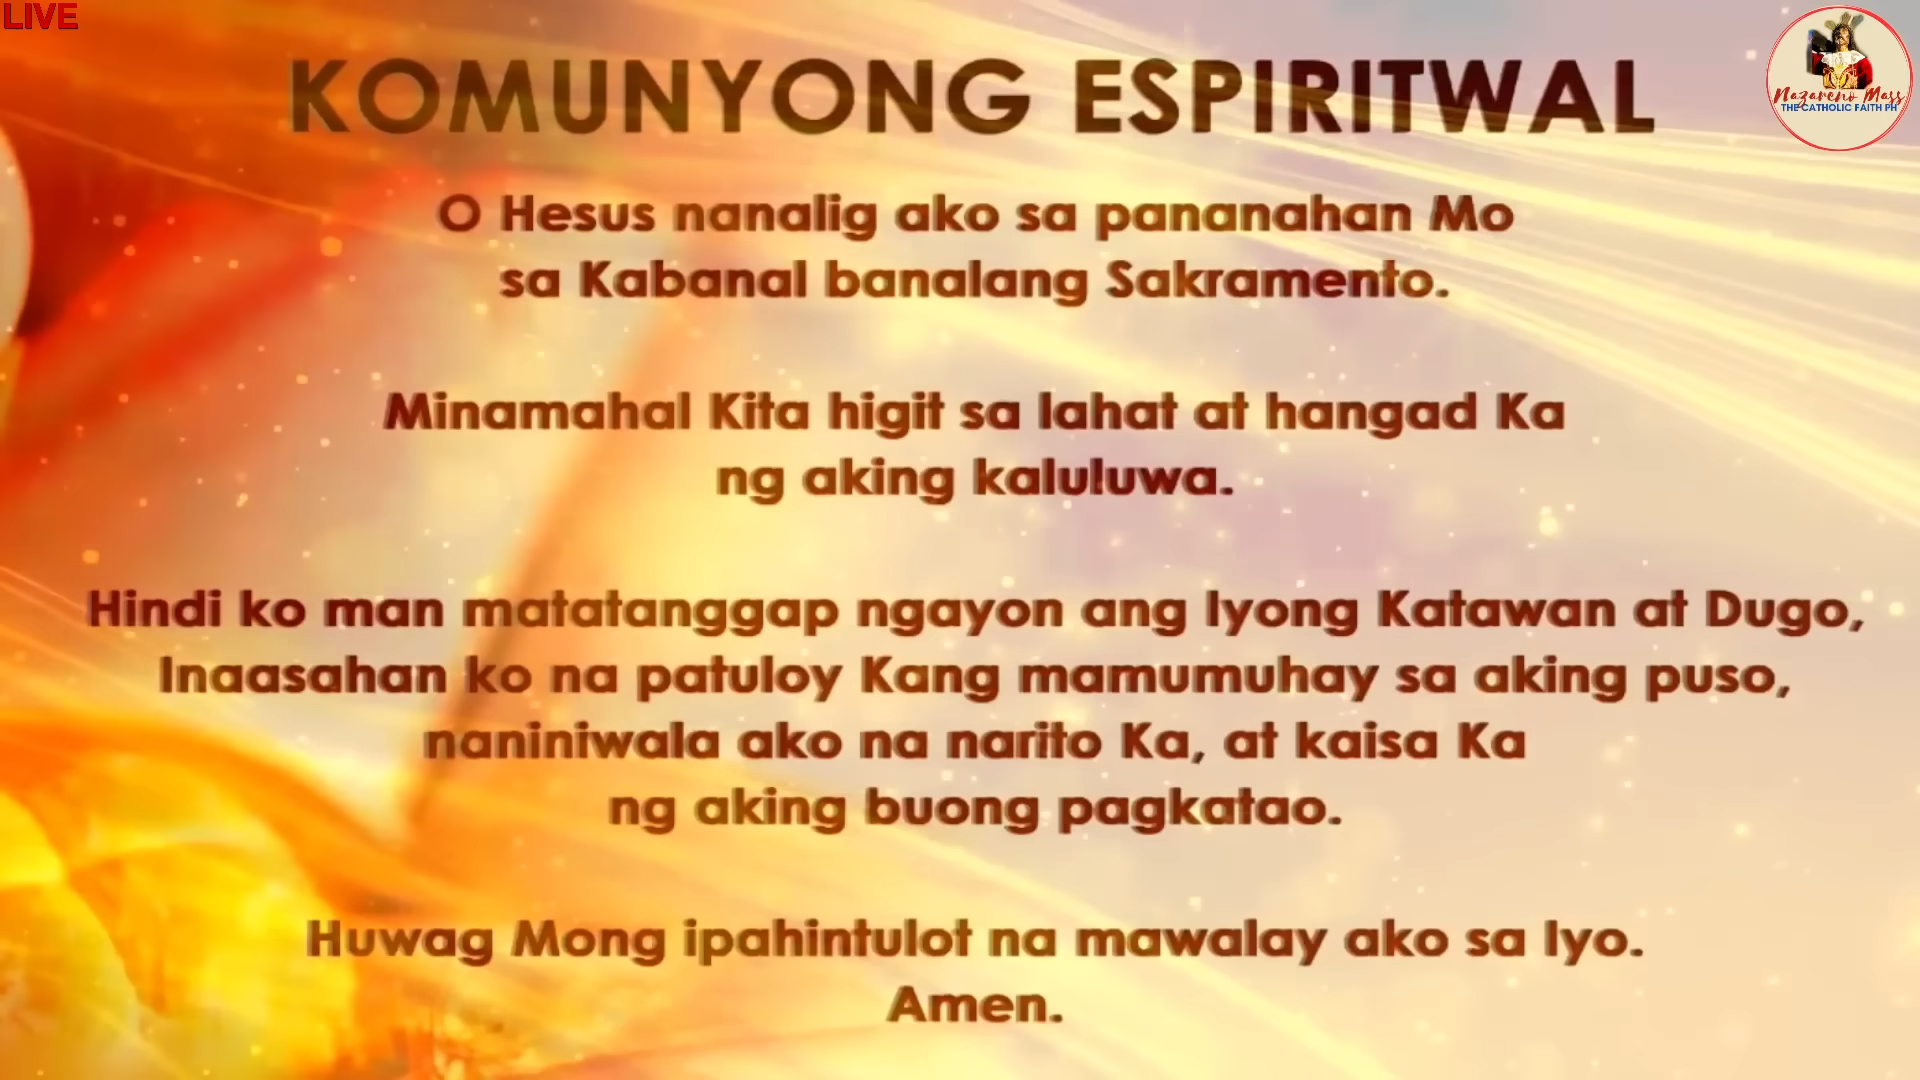 LIVE
Nazareno Mass
THE CATHOLIC FAITH PH
KOMUNYONG ESPIRITWAL
O Hesus nanalig ako sa pananahan Mo
sa Kabanal banalang Sakramento.
Minamahal Kita higit sa lahat at hangad Ka
ng aking kaluluwa.
Hindi ko man matatanggap ngayon ang Iyong Katawan at Dugo,
Inaasahan ko na patuloy Kang mamumuhay sa aking puso,
naniniwala ako na narito Ka, at kaisa Ka
ng aking buong pagkatao.
Huwag Mong ipahintulot na mawalay ako sa Iyo.
Amen.